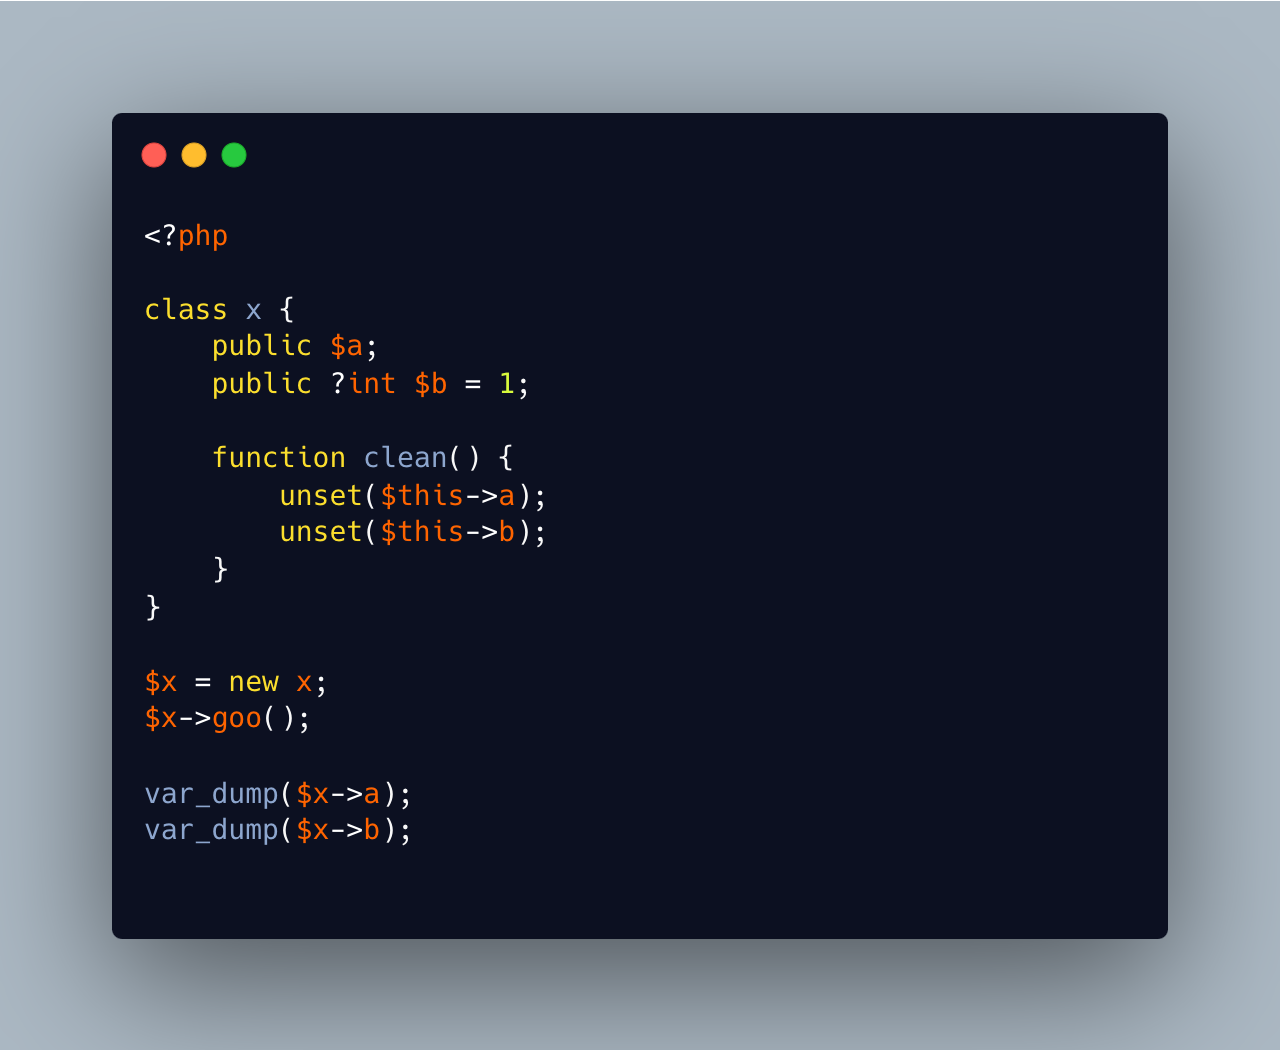 <?php
class x {
    public $a;
    public ?int $b = 1;
    function clean() {
        unset($this->a);
        unset($this->b);
    }
}
$x = new x;
$x->goo();
var_dump($x->a);
var_dump($x->b);